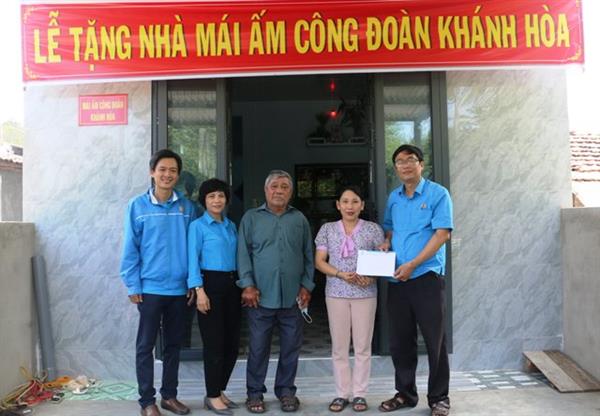 LỄ TẶNG NHÀ MÁI ẤM CÔNG ĐOÀN KHÁNH HÒA
MÁI ẤM CÔNG ĐOÀN
KHÁNH HÒA